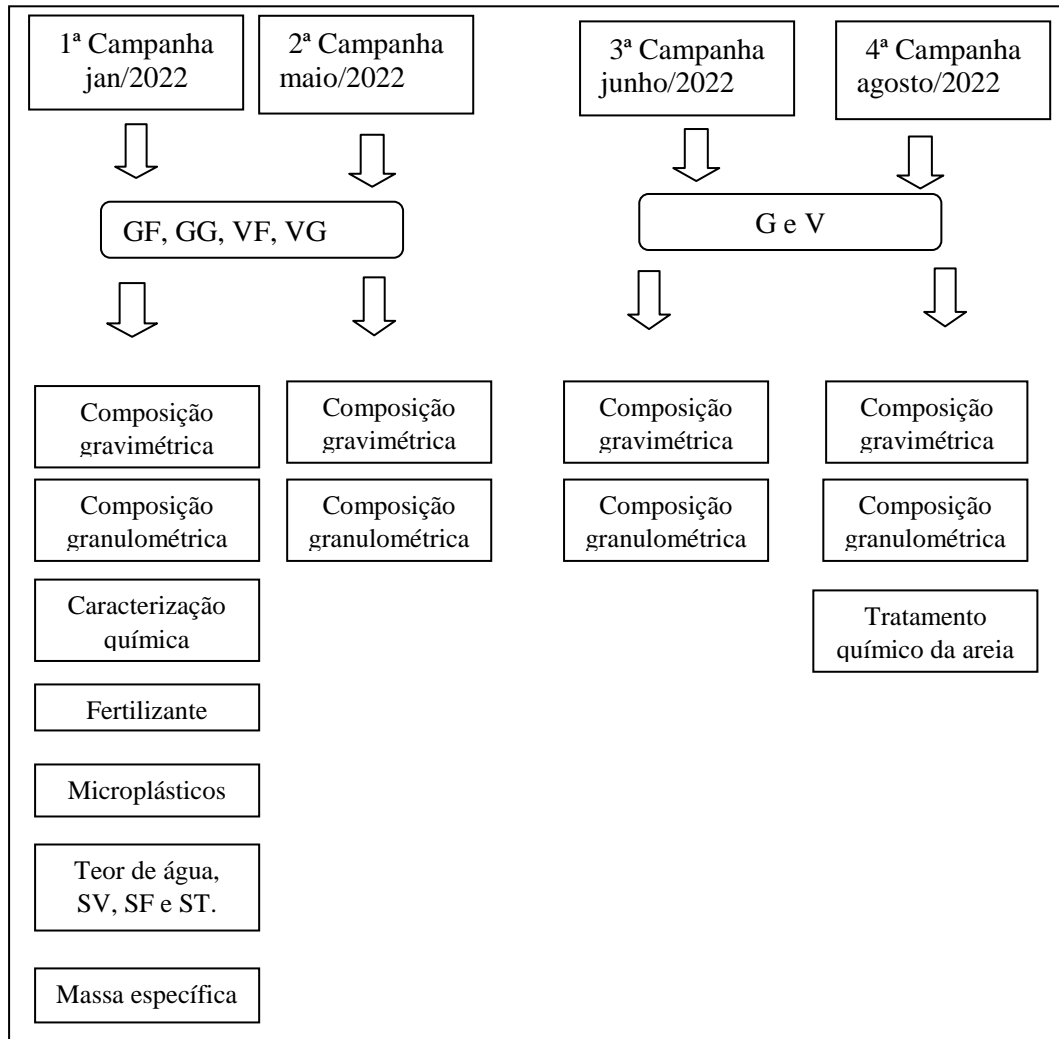 1ª Campanha
jan/2022
2ª Campanha
maio/2022
3ª Campanha
junho/2022
4ª Campanha
agosto/2022
GF, GG, VF, VG
G e V
Composição
gravimétrica
Composição
gravimétrica
Composição
gravimétrica
Composição
gravimétrica
Composição
granulométrica
Composição
granulométrica
Composição
granulométrica
Composição
granulométrica
Caracterização
química
Tratamento
químico da areia
Fertilizante
Microplásticos
Teor de água,
SV, SF e ST.
Massa específica